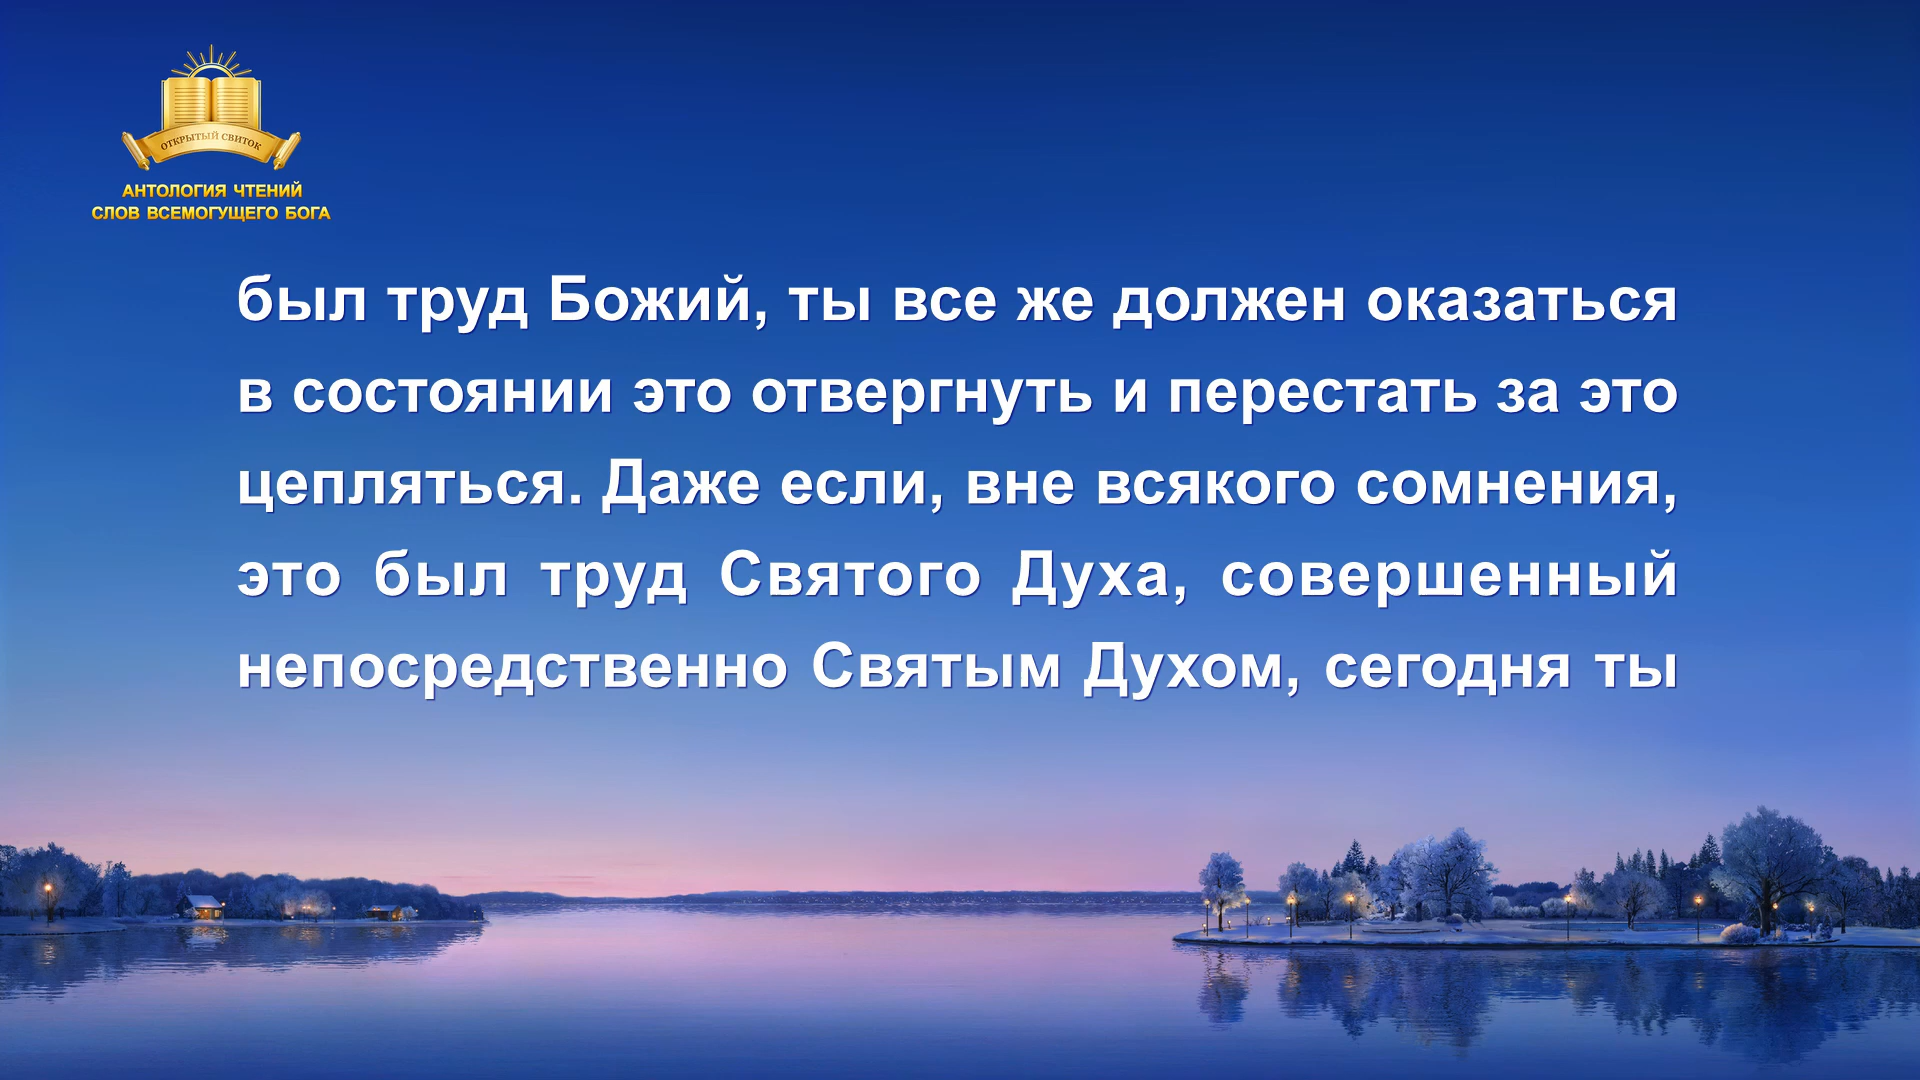 ОТКРЫТЫЙ СВИТОК
АНТОЛОГИЯ ЧТЕНИЙ
СЛОВ ВСЕМОГУЩЕГО БОГА
был труд Божий, ты все же должен оказаться
в состоянии это отвергнуть и перестать за это
цепляться. Даже если, вне всякого сомнения,
это был труд Святого Духа, совершенный
непосредственно Святым Духом, сегодня ты